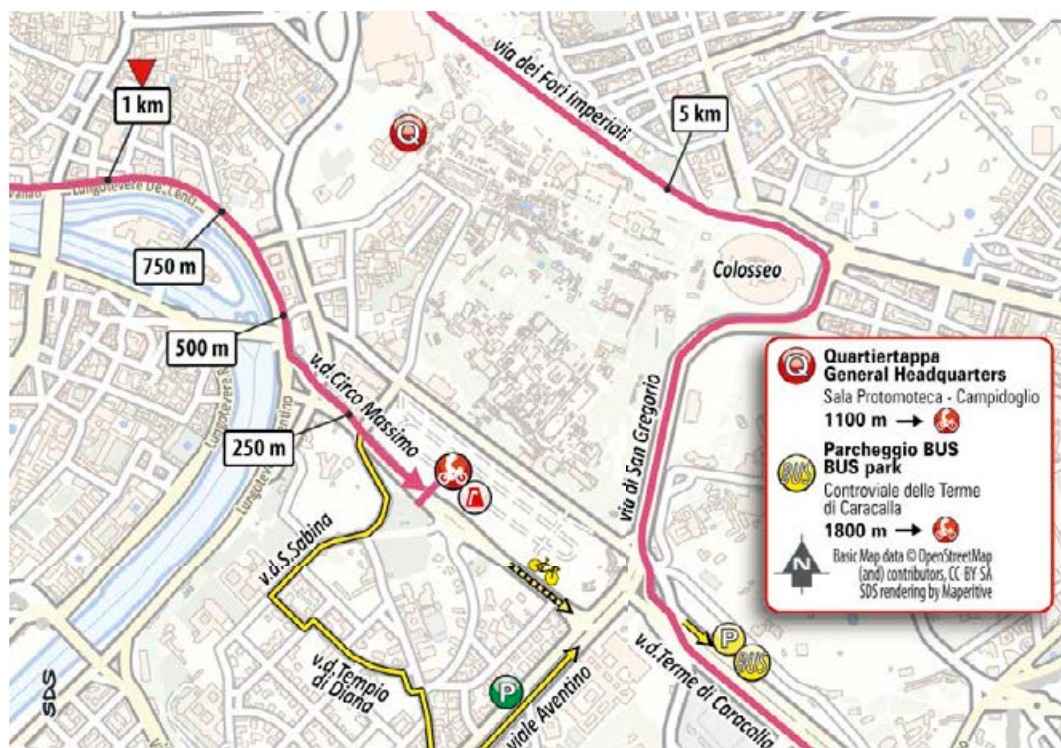 via dei Fori Imperiali
1 km
Q
5 km
Lungotevere De' Cenci
750 m
Colosseo
500 m
v.d.Circo Massimo
250 m
via di San Gregorio
v.d.S.Sabina
v.d.Tempio
di Diana
P
viale Aventino
P
BUS
v.d.Terme di Caracalla
SDS
Q
Quartiertappa
General Headquarters
Sala Protomoteca - Campidoglio
1100 m
BUS
Parcheggio BUS
BUS park
Controviale delle Terme
di Caracalla
1800 m
N
Basic Map data © OpenStreetMap
(and) contributors, CC BY SA
SDS rendering by Maperitive